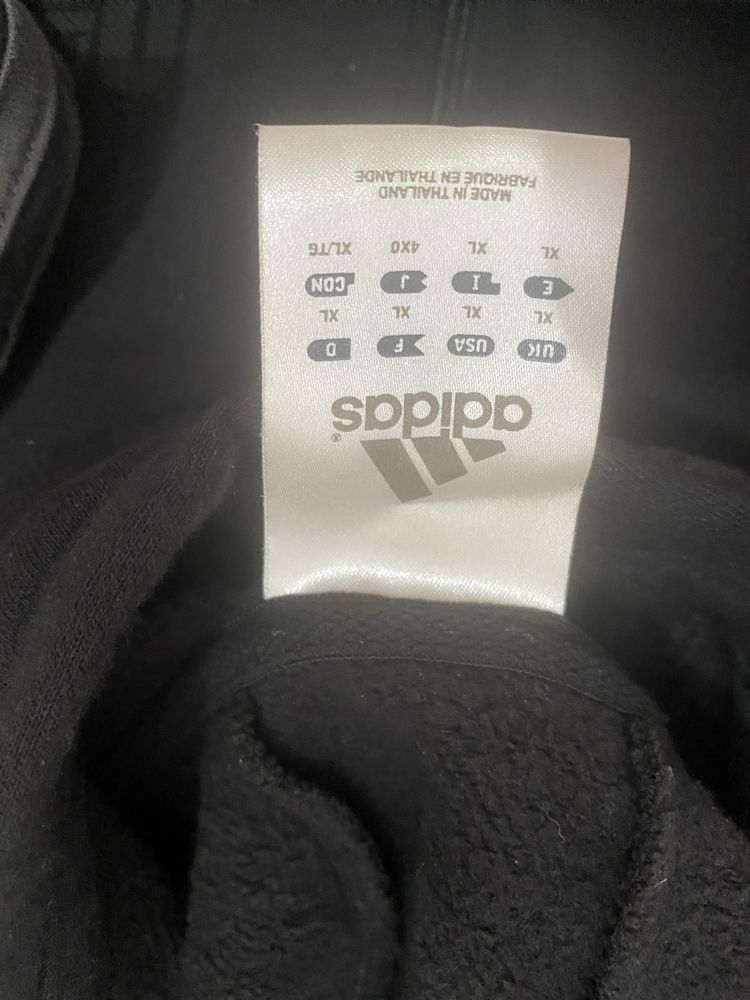 adidas®
UK USA F D
XL XL XL XL
E I J CDN
XL XL 4XO XL/TG
MADE IN THAILAND
FABRIQUE EN THAILANDE